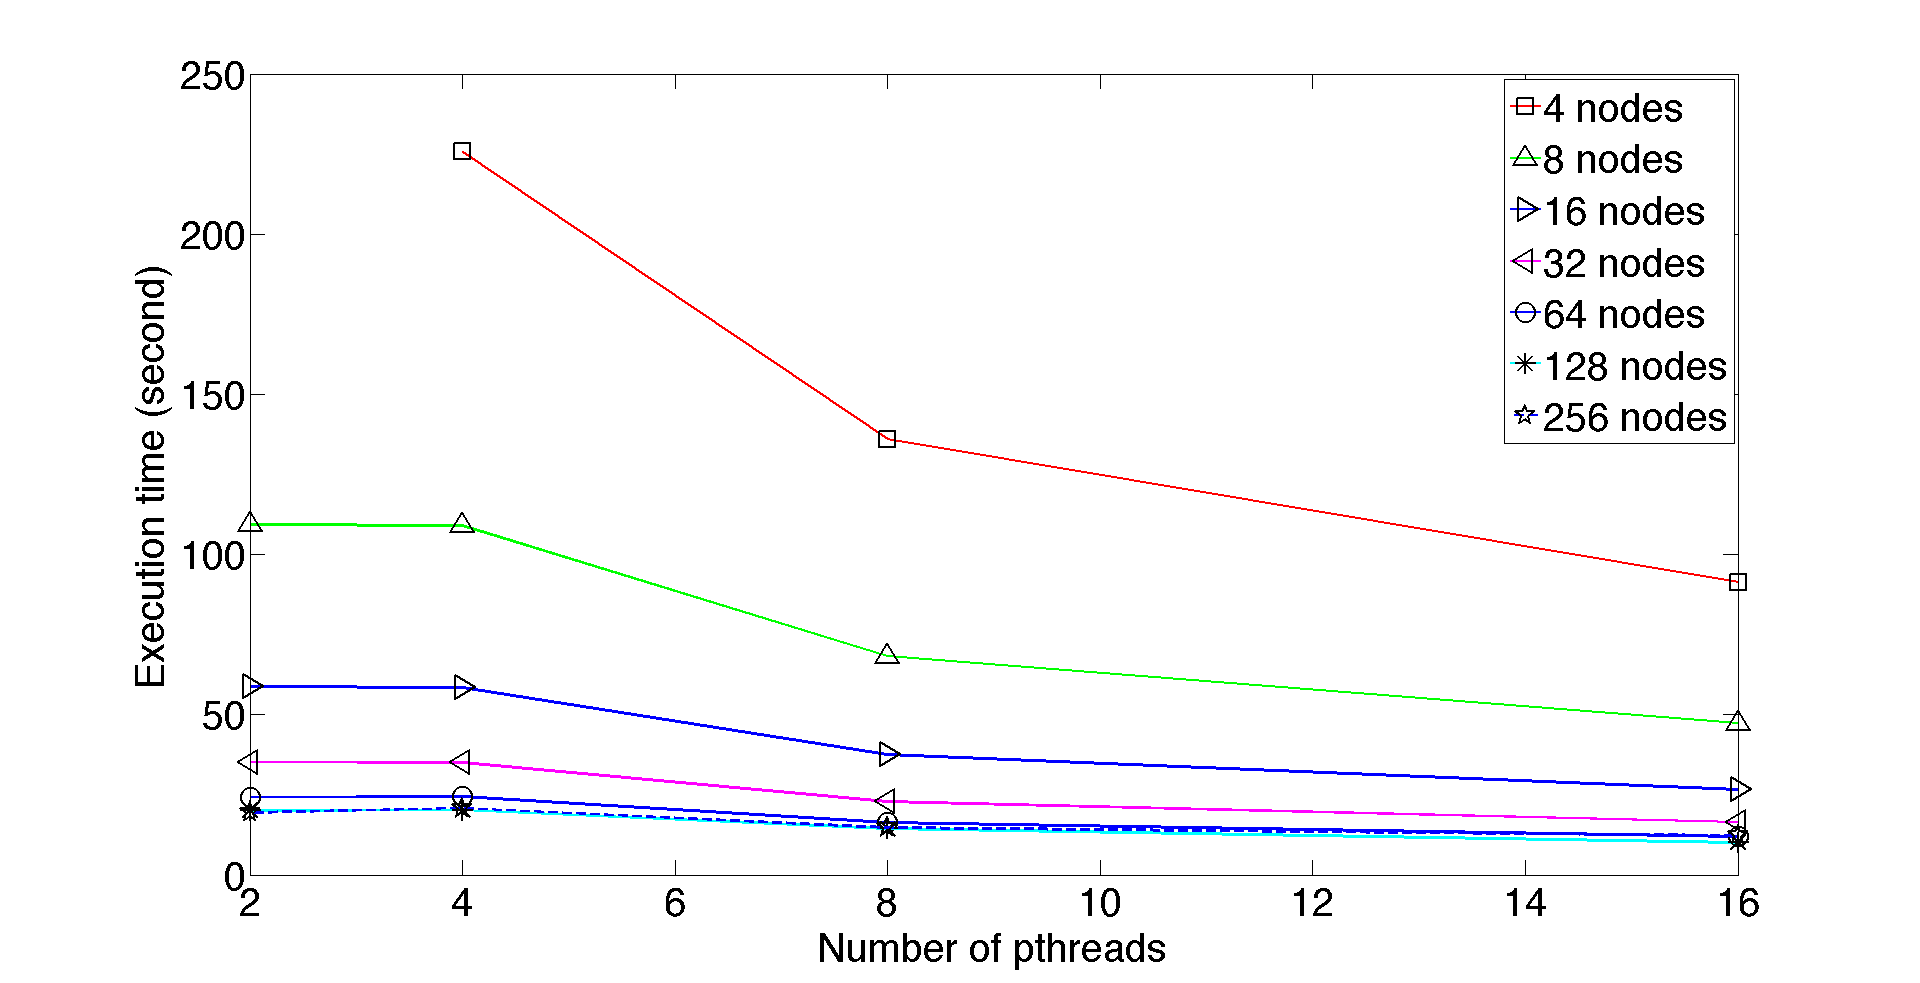 250
200
150
100
50
0
Execution time (second)
2 4 6 8 10 12 14 16
Number of pthreads
4 nodes
8 nodes
16 nodes
32 nodes
64 nodes
128 nodes
256 nodes